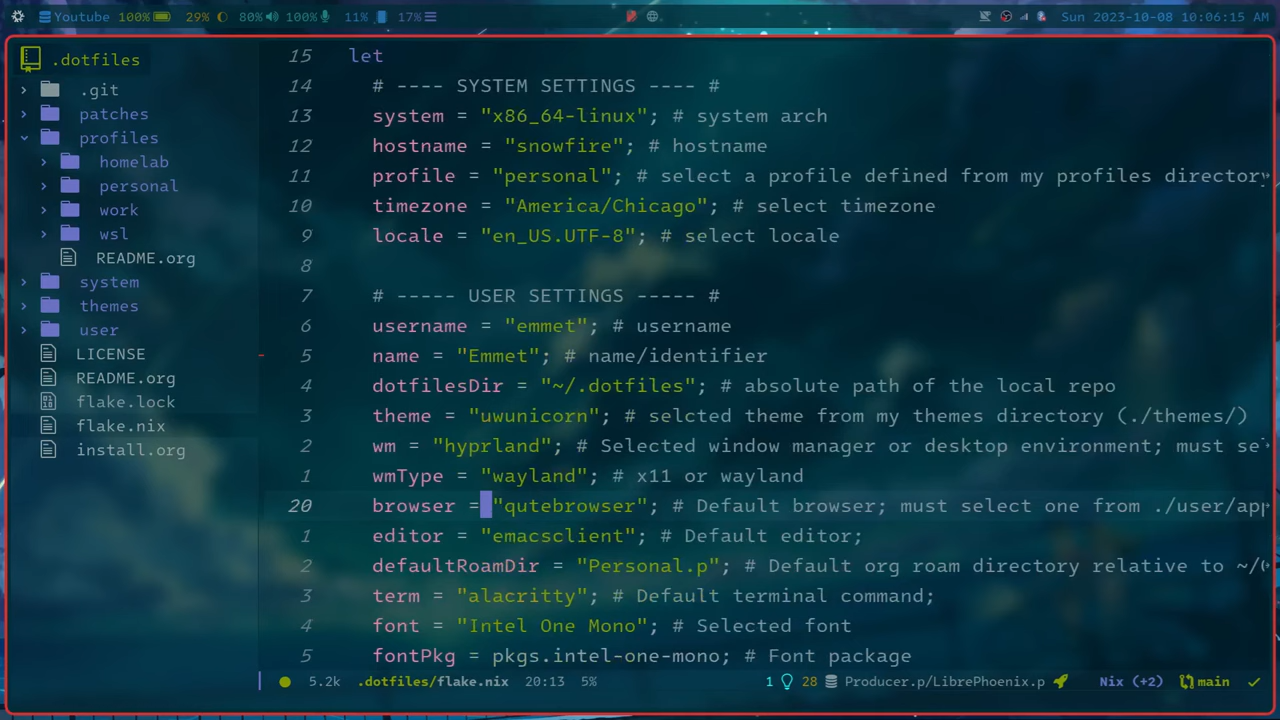 Youtube 100% 29% 80% 100% 11% 17% Sun 2023-10-08 10:06:15 AM
.dotfiles
.git
patches
profiles
homelab
personal
work
wsl
README.org
system
themes
user
LICENSE
README.org
flake.lock
flake.nix
install.org
15 let
14 # ---- SYSTEM SETTINGS ---- #
13 system = "x86_64-linux"; # system arch
12 hostname = "snowfire"; # hostname
11 profile = "personal"; # select a profile defined from my profiles directory
10 timezone = "America/Chicago"; # select timezone
9 locale = "en_US.UTF-8"; # select locale
8
7 # ----- USER SETTINGS ----- #
6 username = "emmet"; # username
5 name = "Emmet"; # name/identifier
4 dotfilesDir = "~/.dotfiles"; # absolute path of the local repo
3 theme = "uwunicorn"; # selcted theme from my themes directory (./themes/)
2 wm = "hyprland"; # Selected window manager or desktop environment; must se
1 wmType = "wayland"; # x11 or wayland
20 browser = "qutebrowser"; # Default browser; must select one from ./user/app
1 editor = "emacsclient"; # Default editor;
2 defaultRoamDir = "Personal.p"; # Default org roam directory relative to ~/
3 term = "alacritty"; # Default terminal command;
4 font = "Intel One Mono"; # Selected font
5 fontPkg = pkgs.intel-one-mono; # Font package
5.2k .dotfiles/flake.nix 20:13 5% 1 28 Producer.p/LibrePhoenix.p Nix (+2) main